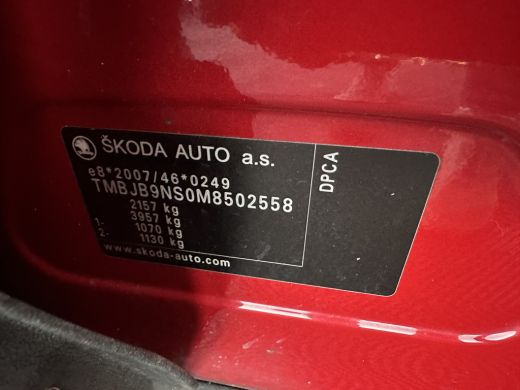 ŠKODA AUTO a.s.
e8*2007/46*0249
TMBJB9NS0M8502558
2157 kg
3957 kg
1- 1070 kg
2- 1130 kg
www.skoda-auto.com
DPCA